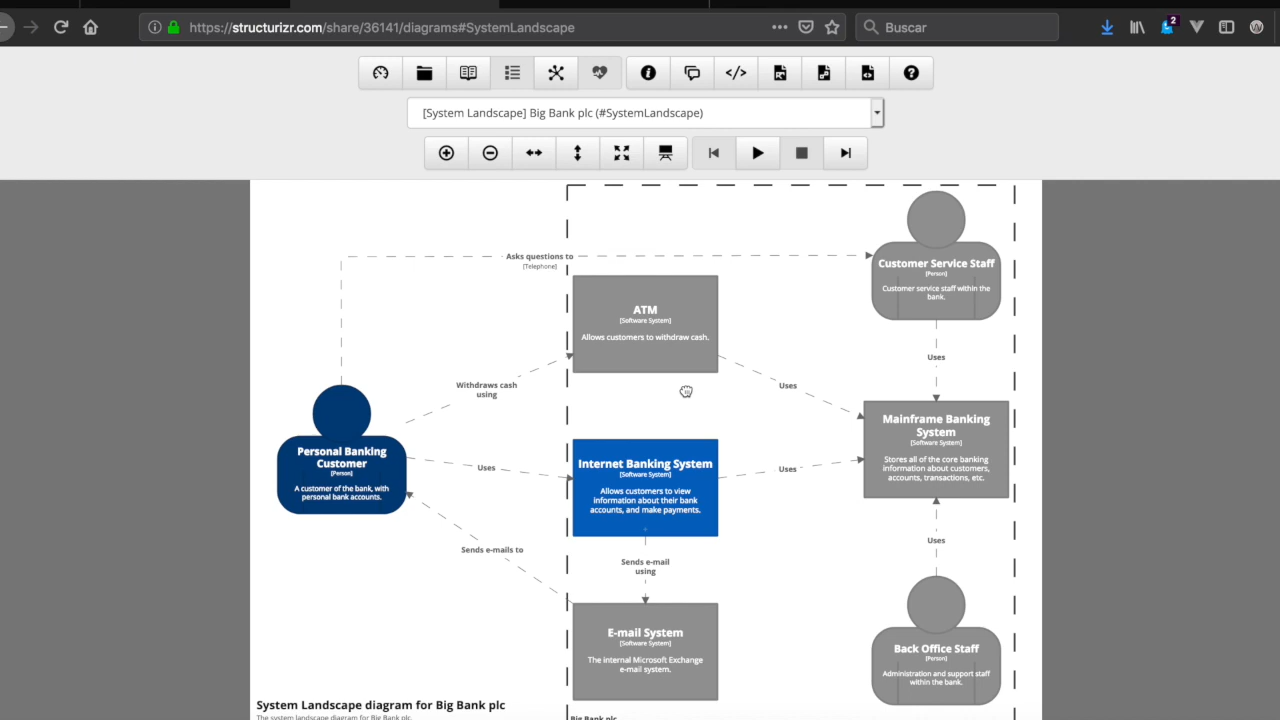 https://structurizr.com/share/36141/diagrams#SystemLandscape
Buscar
2
[System Landscape] Big Bank plc (#SystemLandscape)
Asks questions to
[Telephone]
Customer Service Staff
[Person]
Customer service staff within the
bank.
ATM
[Software System]
Allows customers to withdraw cash.
Uses
Withdraws cash
using
Uses
Mainframe Banking
System
[Software System]
Stores all of the core banking
information about customers,
accounts, transactions, etc.
Personal Banking
Customer
[Person]
A customer of the bank, with
personal bank accounts.
Uses
Internet Banking System
[Software System]
Allows customers to view
information about their bank
accounts, and make payments.
Uses
Sends e-mails to
Sends e-mail
using
Uses
E-mail System
[Software System]
The internal Microsoft Exchange
e-mail system.
Back Office Staff
[Person]
Administration and support staff
within the bank.
System Landscape diagram for Big Bank plc
The system landscape diagram for Big Bank plc.
Big Bank plc